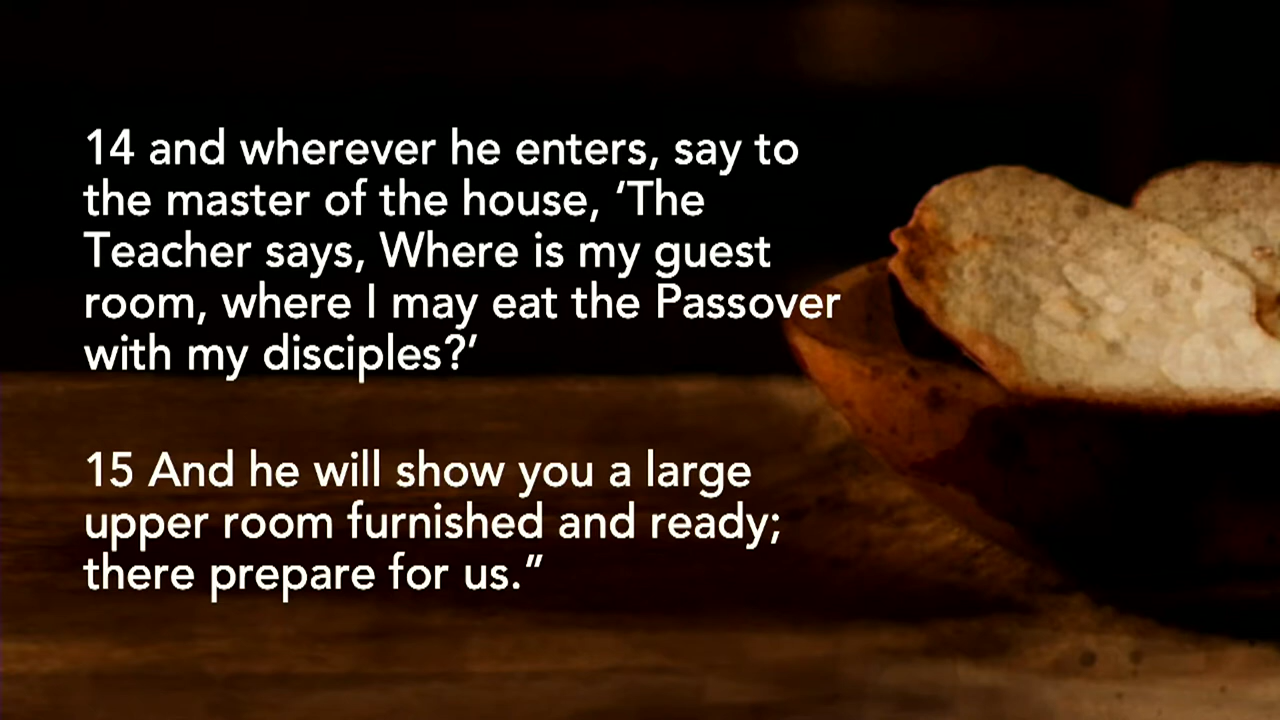 14 and wherever he enters, say to
the master of the house, ‘The
Teacher says, Where is my guest
room, where I may eat the Passover
with my disciples?’
15 And he will show you a large
upper room furnished and ready;
there prepare for us.”